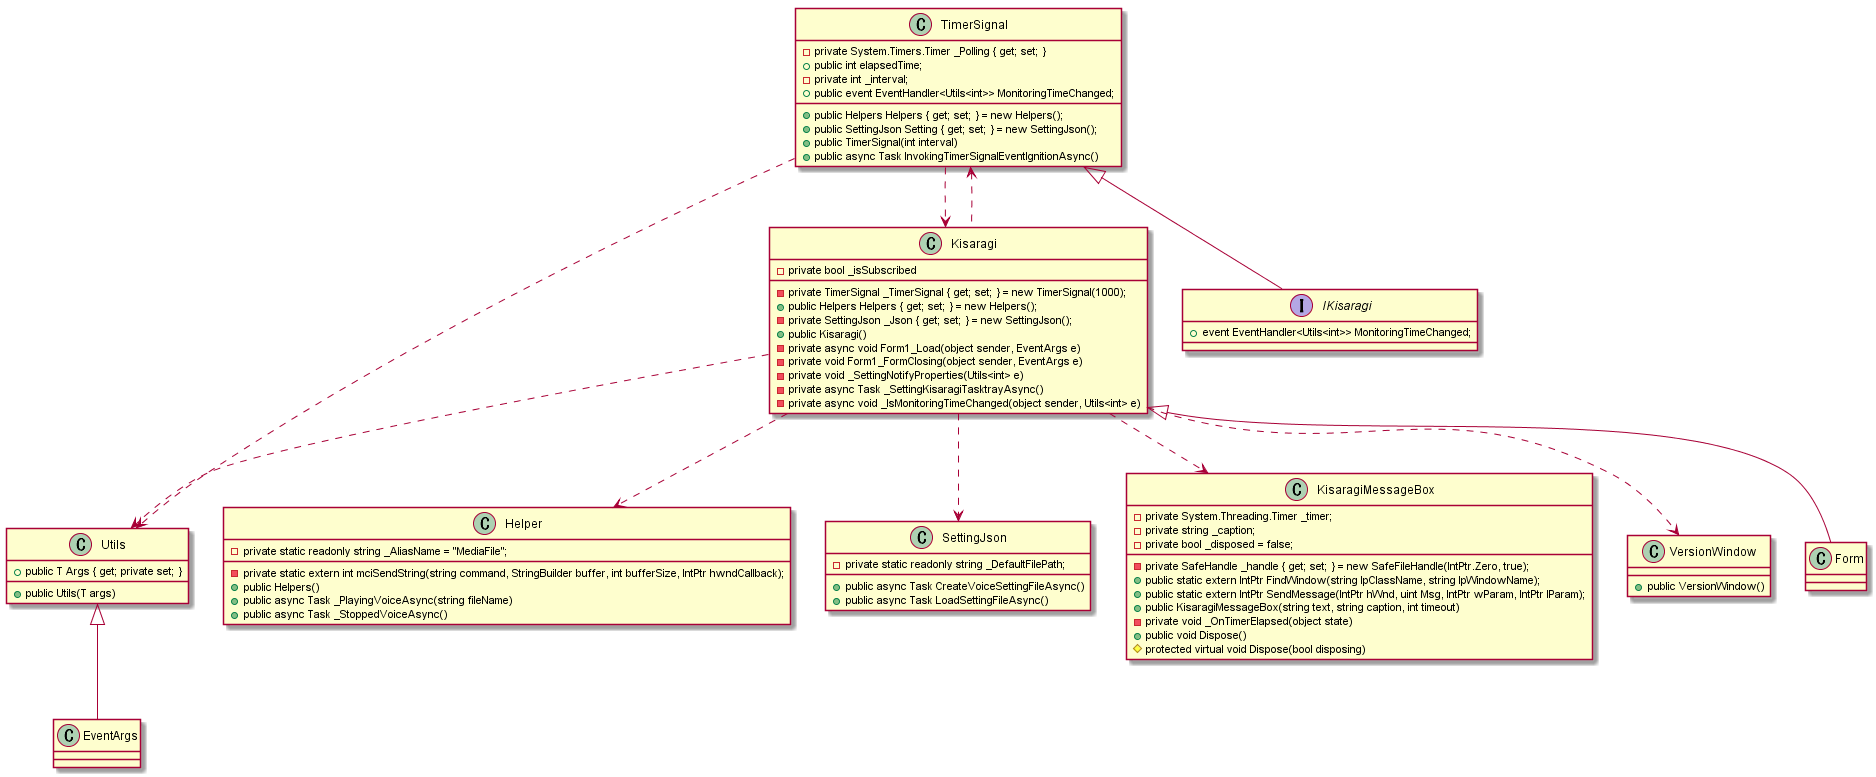 C TimerSignal
private System.Timers.Timer _Polling { get; set; }
public int elapsedTime;
private int _interval;
public event EventHandler<Utils<int>> MonitoringTimeChanged;
public Helpers Helpers { get; set; } = new Helpers();
public SettingJson Setting { get; set; } = new SettingJson();
public TimerSignal(int interval)
public async Task InvokingTimerSignalEventIgnitionAsync()
C Kisaragi
private bool _isSubscribed
private TimerSignal _TimerSignal { get; set; } = new TimerSignal(1000);
public Helpers Helpers { get; set; } = new Helpers();
private SettingJson _Json { get; set; } = new SettingJson();
public Kisaragi()
private async void Form1_Load(object sender, EventArgs e)
private void Form1_FormClosing(object sender, EventArgs e)
private void _SettingNotifyProperties(Utils<int> e)
private async Task _SettingKisaragiTasktrayAsync()
private async void _IsMonitoringTimeChanged(object sender, Utils<int> e)
I IKisaragi
event EventHandler<Utils<int>> MonitoringTimeChanged;
C Utils
public T Args { get; private set; }
public Utils(T args)
C Helper
private static readonly string _AliasName = "MediaFile";
private static extern int mciSendString(string command, StringBuilder buffer, int bufferSize, IntPtr hwndCallback);
public Helpers()
public async Task _PlayingVoiceAsync(string fileName)
public async Task _StoppedVoiceAsync()
C SettingJson
private static readonly string _DefaultFilePath;
public async Task CreateVoiceSettingFileAsync()
public async Task LoadSettingFileAsync()
C KisaragiMessageBox
private System.Threading.Timer _timer;
private string _caption;
private bool _disposed = false;
private SafeHandle _handle { get; set; } = new SafeFileHandle(IntPtr.Zero, true);
public static extern IntPtr FindWindow(string lpClassName, string lpWindowName);
public static extern IntPtr SendMessage(IntPtr hWnd, uint Msg, IntPtr wParam, IntPtr lParam);
public KisaragiMessageBox(string text, string caption, int timeout)
private void _OnTimerElapsed(object state)
public void Dispose()
protected virtual void Dispose(bool disposing)
C VersionWindow
public VersionWindow()
C Form
C EventArgs